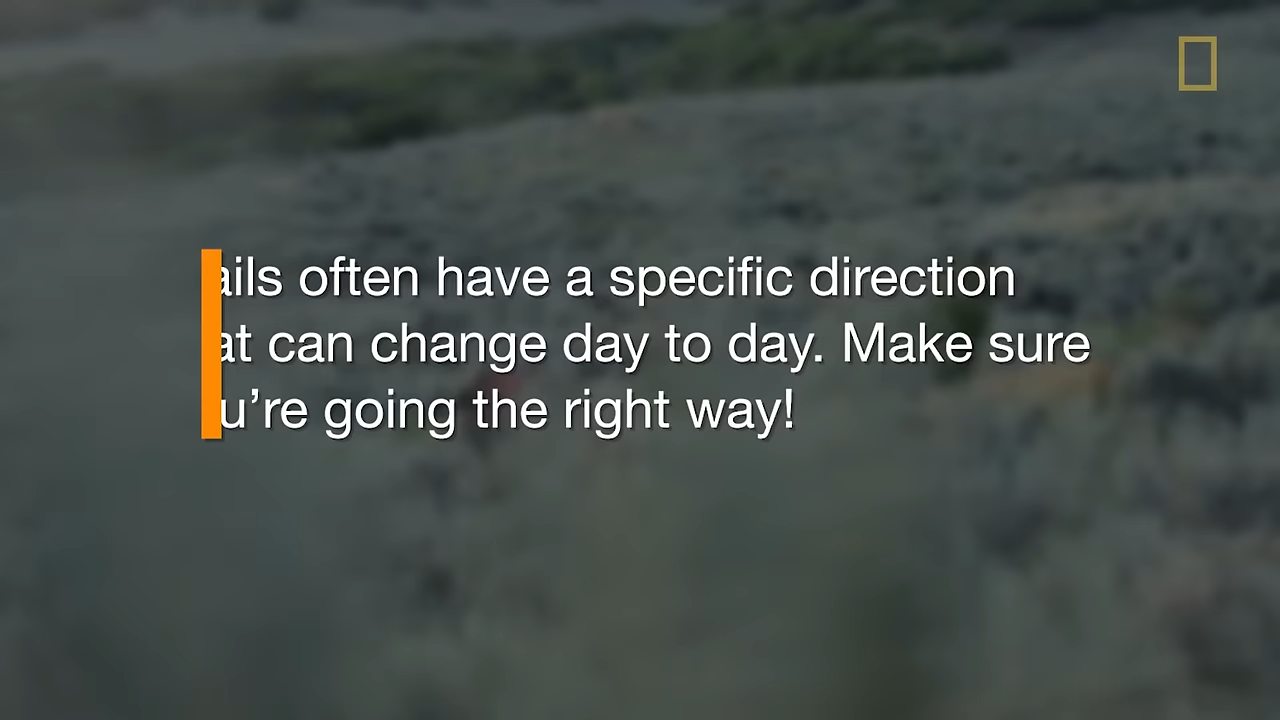 ails often have a specific direction
at can change day to day. Make sure
u’re going the right way!